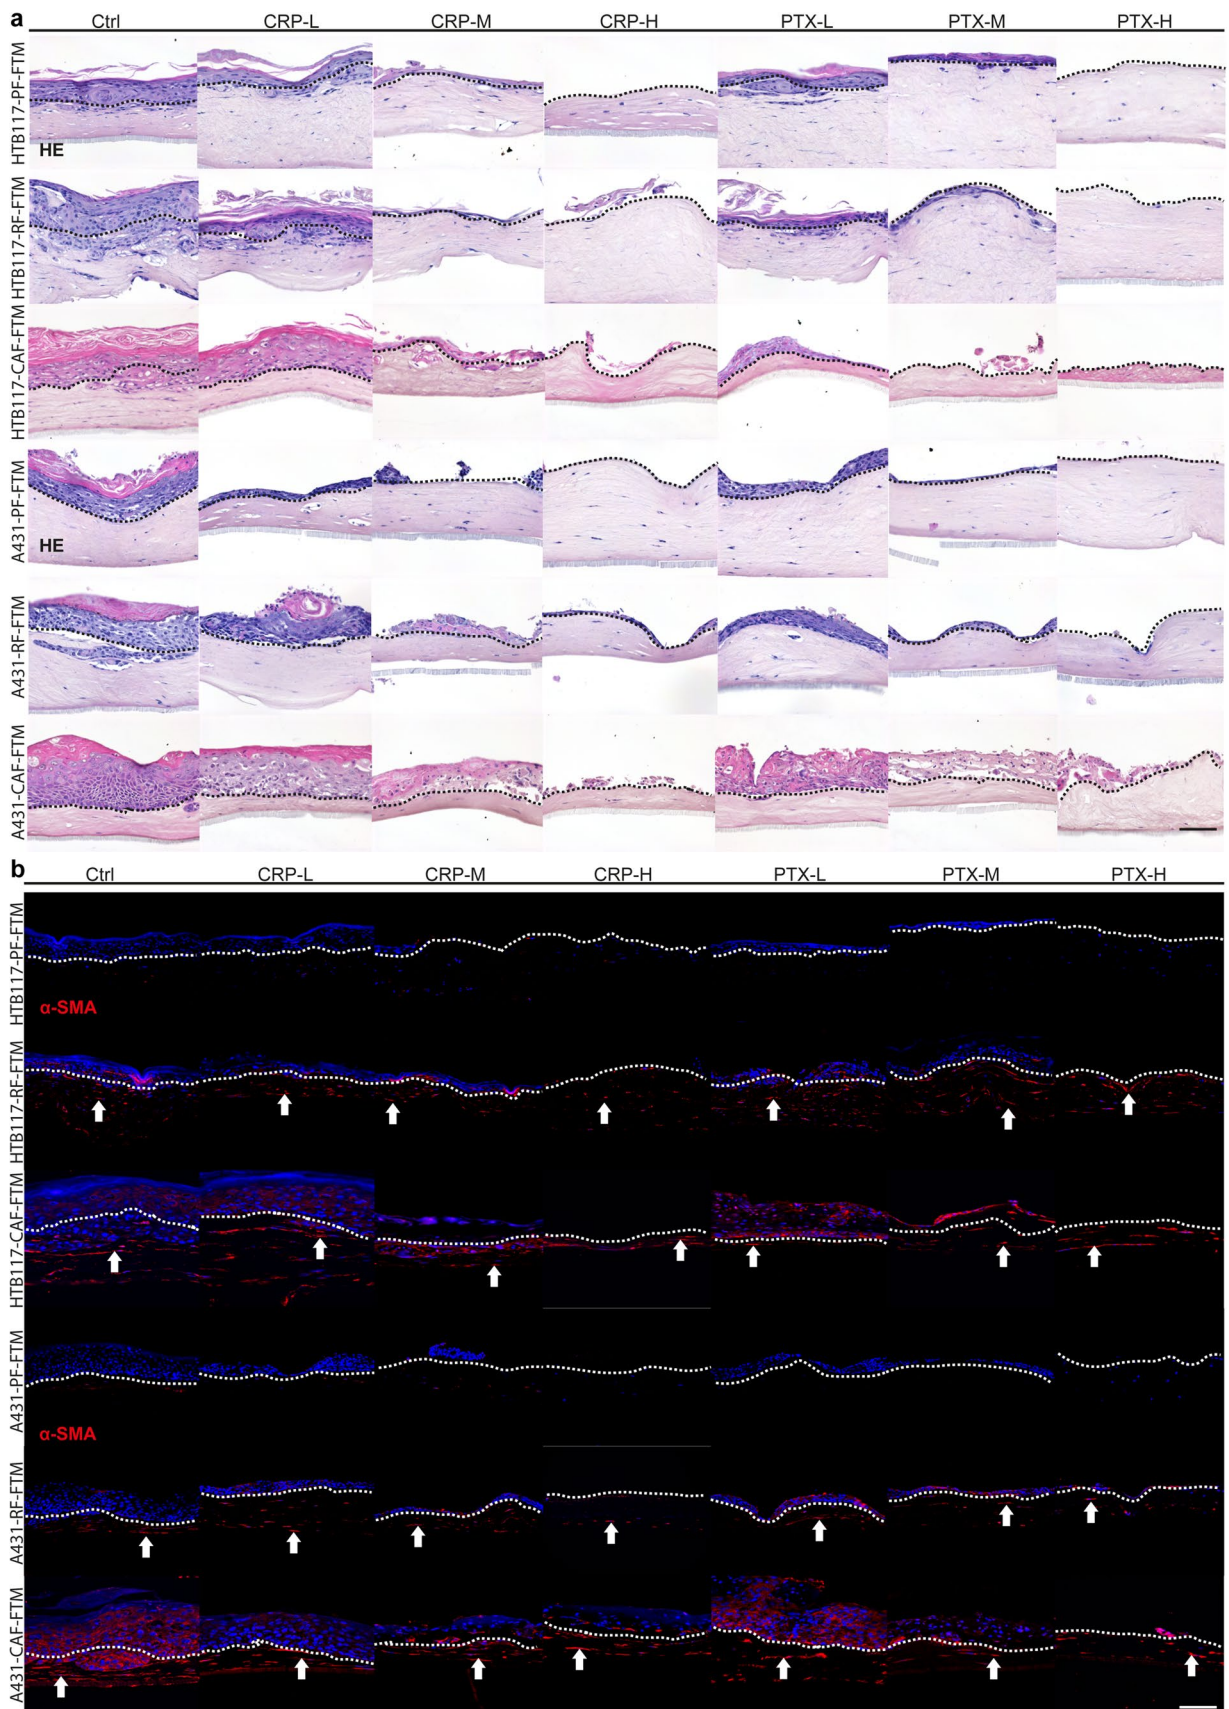 a
Ctrl CRP-L CRP-M CRP-H PTX-L PTX-M PTX-H
HTB117-PF-FTM
HE
HTB117-RF-FTM
HTB117-CAF-FTM
A431-PF-FTM
HE
A431-RF-FTM
A431-CAF-FTM
b
Ctrl CRP-L CRP-M CRP-H PTX-L PTX-M PTX-H
HTB117-PF-FTM
α-SMA
HTB117-RF-FTM
HTB117-CAF-FTM
A431-PF-FTM
α-SMA
A431-RF-FTM
A431-CAF-FTM